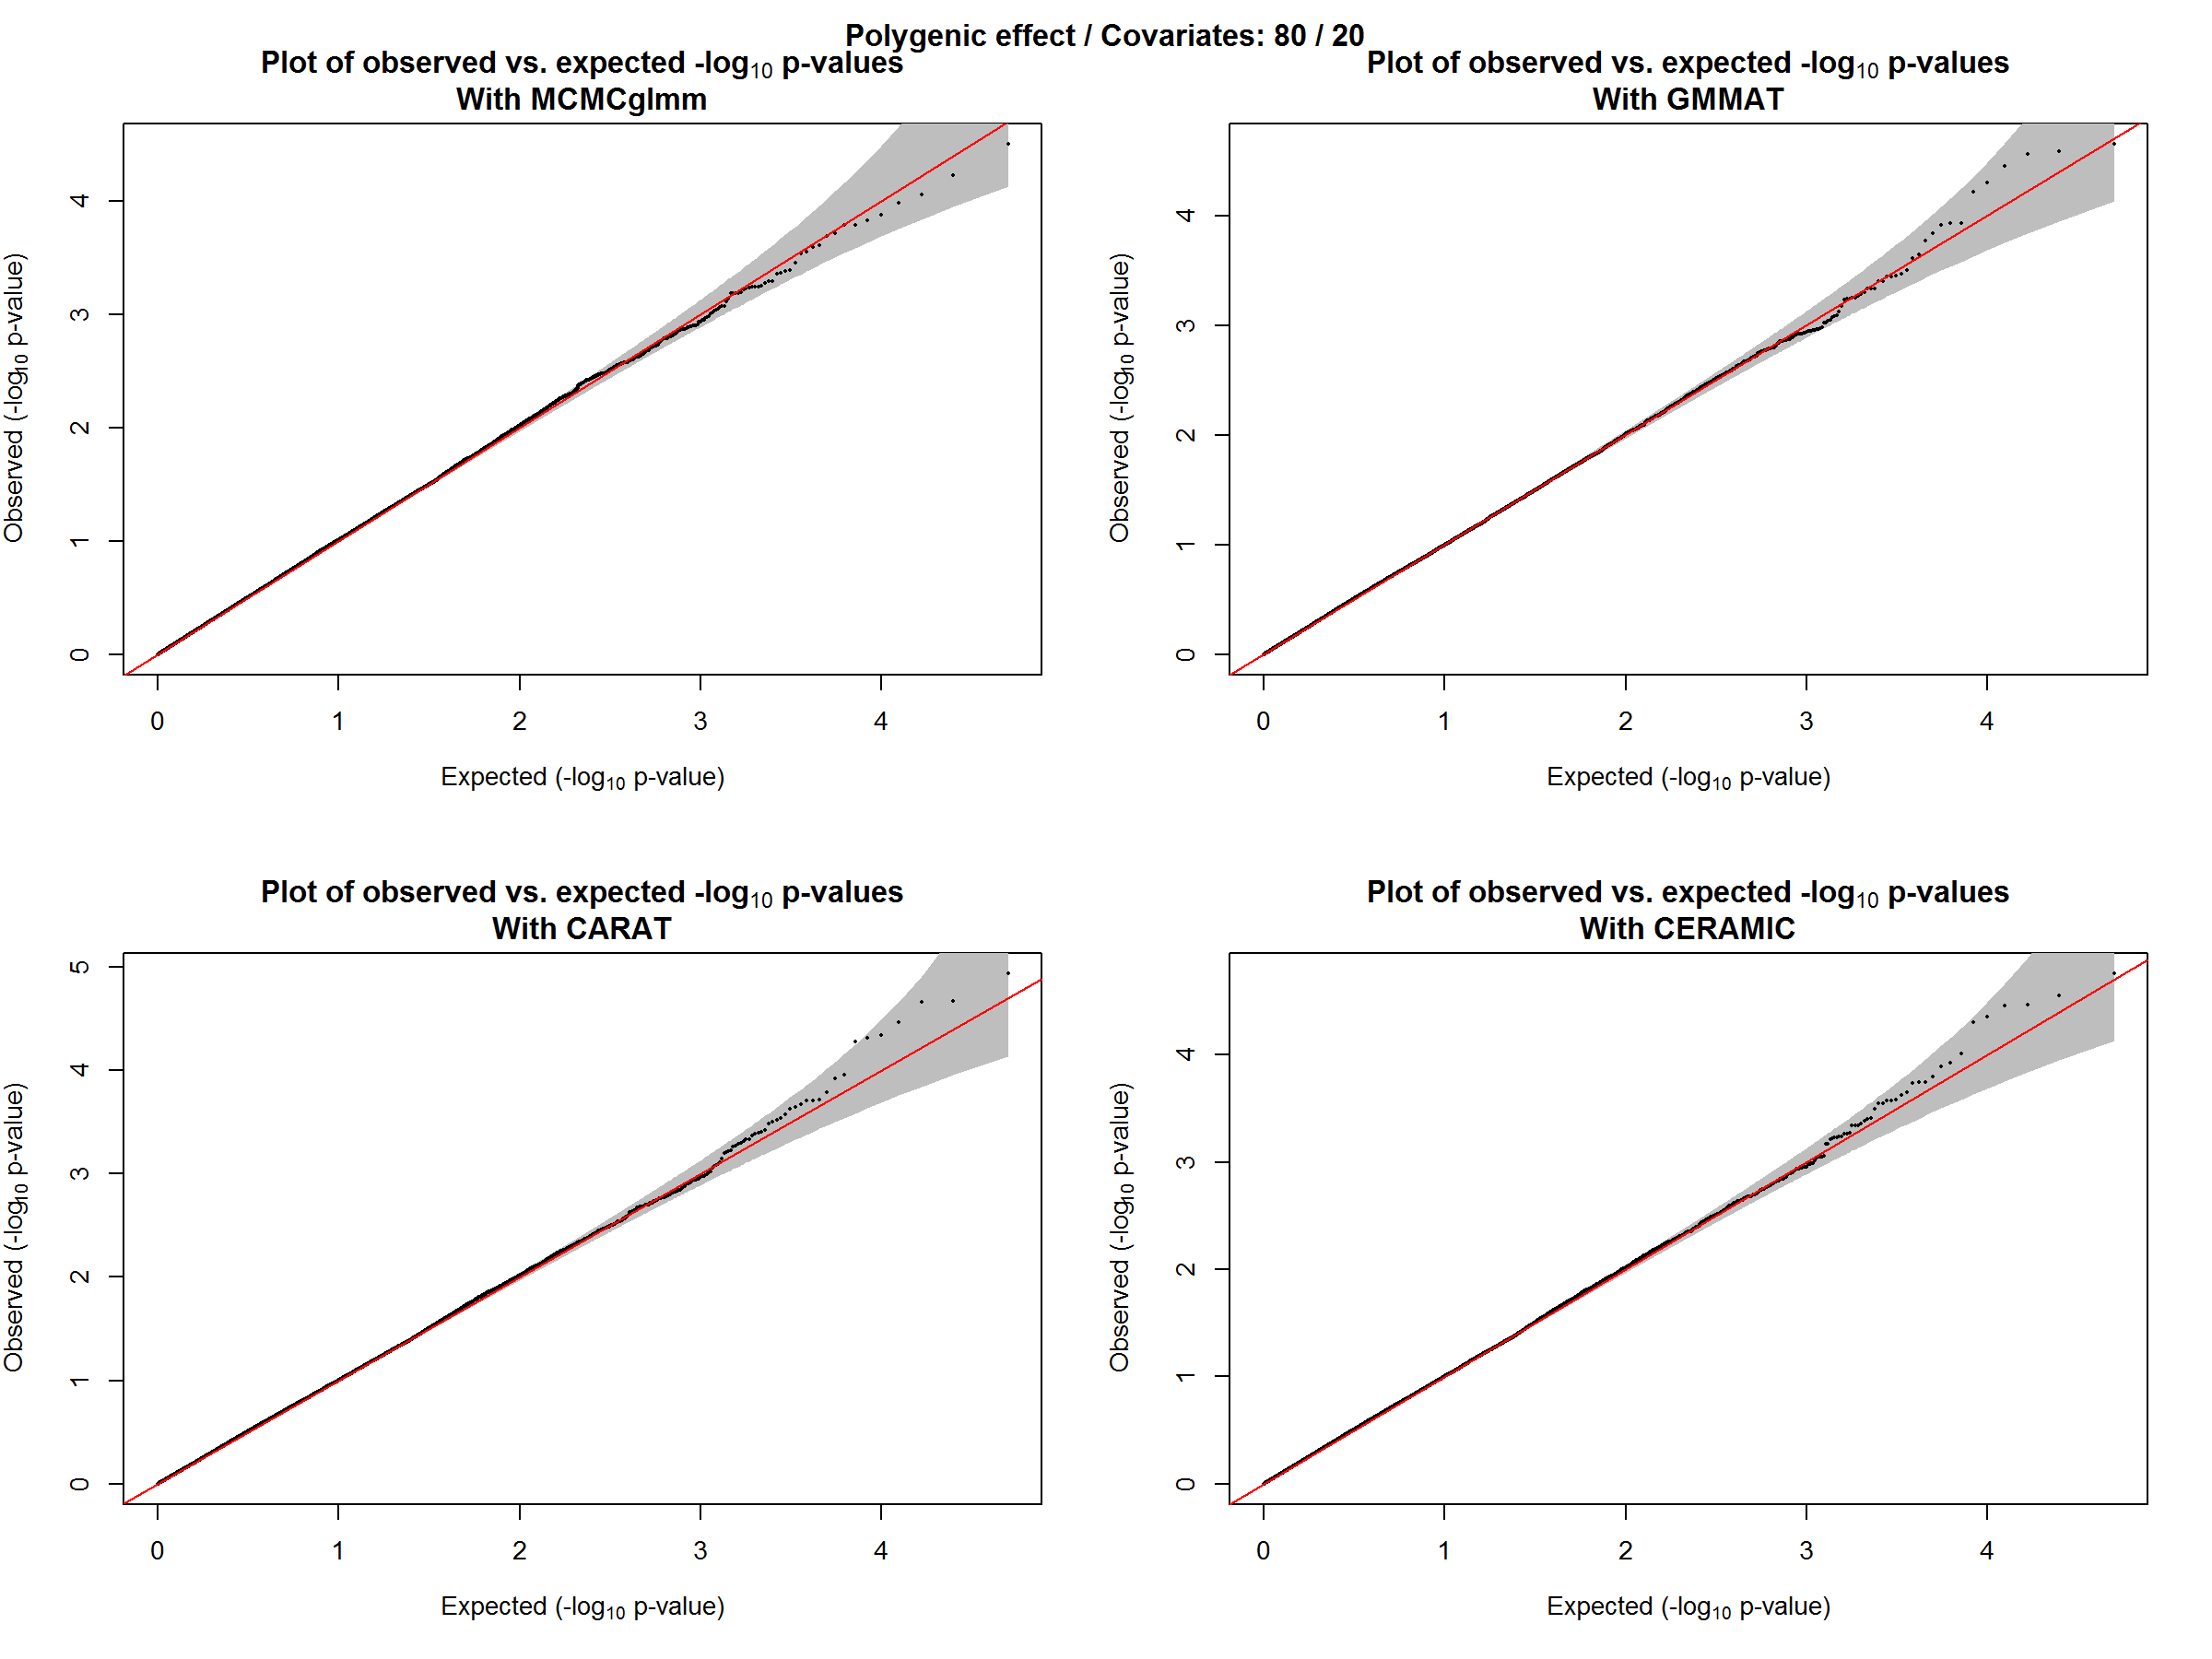 Polygenic effect / Covariates: 80 / 20
Plot of observed vs. expected -log10 p-values
With MCMCglmm
Observed (-log10 p-value)
4
3
2
1
0
0 1 2 3 4
Expected (-log10 p-value)
Plot of observed vs. expected -log10 p-values
With GMMAT
Observed (-log10 p-value)
4
3
2
1
0
0 1 2 3 4
Expected (-log10 p-value)
Plot of observed vs. expected -log10 p-values
With CARAT
Observed (-log10 p-value)
5
4
3
2
1
0
0 1 2 3 4
Expected (-log10 p-value)
Plot of observed vs. expected -log10 p-values
With CERAMIC
Observed (-log10 p-value)
4
3
2
1
0
0 1 2 3 4
Expected (-log10 p-value)